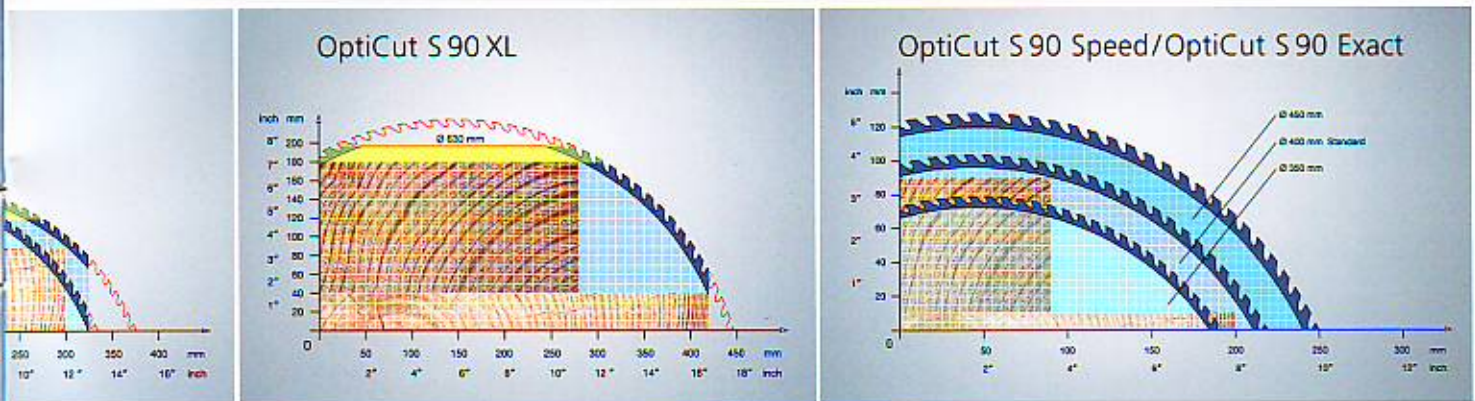 250 300 350 400 mm
10" 12" 14" 16" inch
OptiCut S 90 XL
inch mm
8" 200
7" 180
160
6"
140
5" 120
4" 100
3" 80
60
2"
1" 40
20
Ø 630 mm
0 50 100 150 200 250 300 350 400 450 mm
2" 4" 6" 8" 10" 12" 14" 16" 18" inch
OptiCut S 90 Speed/OptiCut S 90 Exact
inch mm
5" 120
4" 100
3" 80
60
2" 40
1" 20
Ø 450 mm
Ø 400 mm Standard
Ø 350 mm
0 50 100 150 200 250 300 mm
2" 4" 6" 8" 10" 12" inch